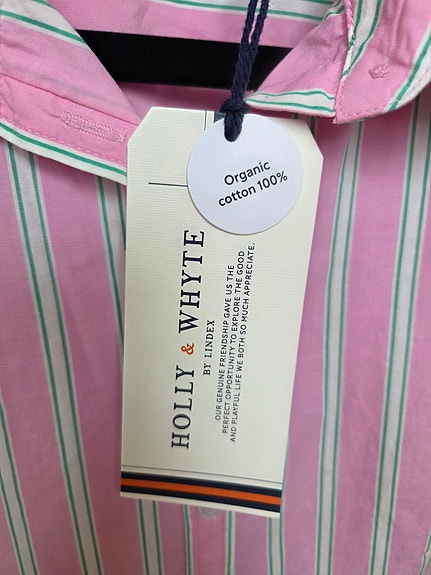 Organic
cotton 100%
HOLLY & WHYTE
BY LINDEX
OUR GENUINE FRIENDSHIP GAVE US THE
PERFECT OPPORTUNITY TO EXPLORE THE GOOD
AND PLAYFUL LIFE WE BOTH SO MUCH APPRECIATE.